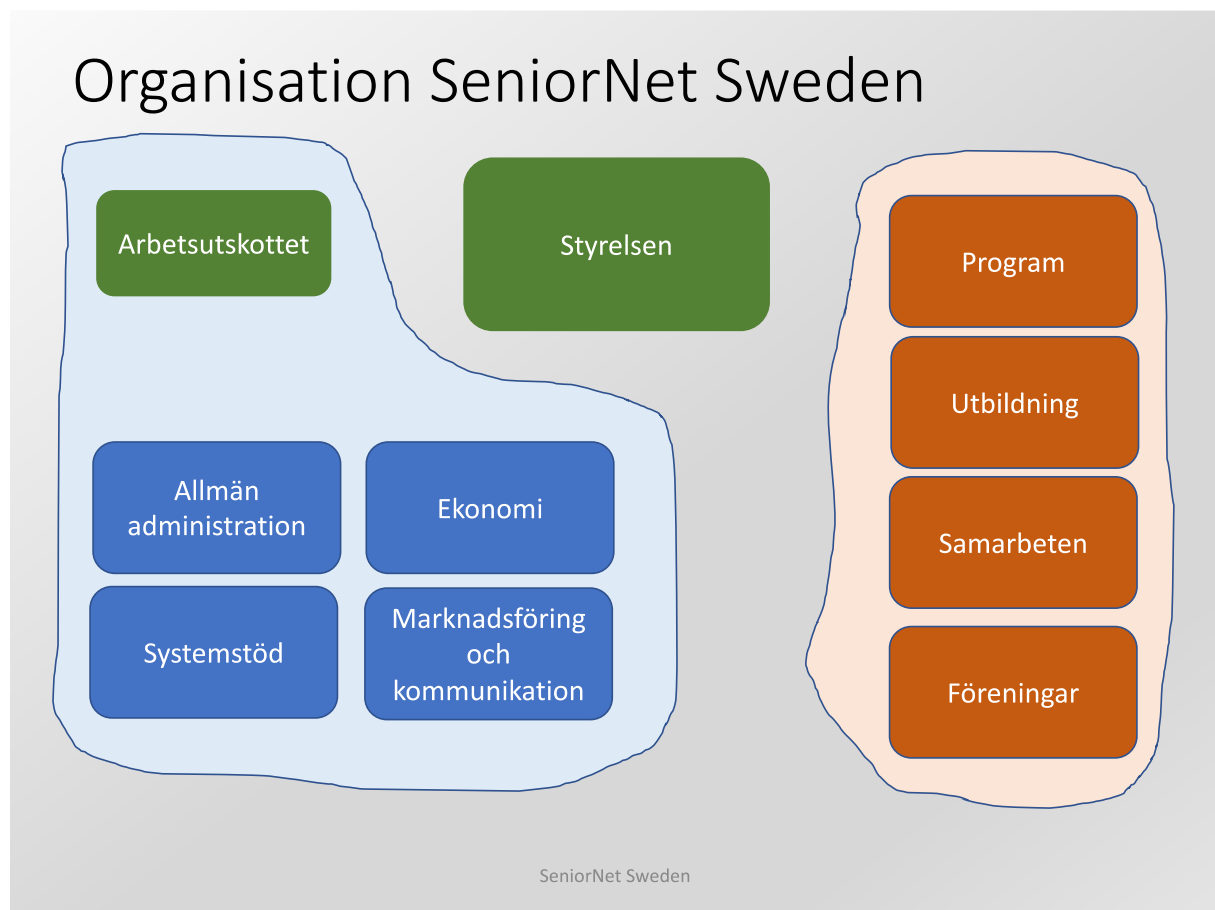 Organisation SeniorNet Sweden
Arbetsutskottet
Styrelsen
Allmän
administration
Ekonomi
Systemstöd
Marknadsföring
och
kommunikation
Program
Utbildning
Samarbeten
Föreningar
SeniorNet Sweden